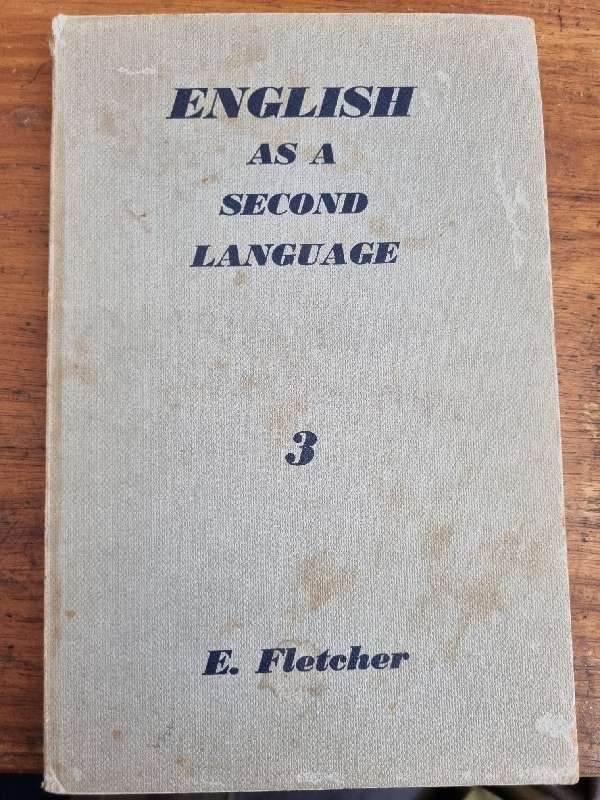 ENGLISH
AS A
SECOND
LANGUAGE
3
E. Fletcher